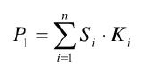 P₁ = ∑ᵢ₌₁ⁿ Sᵢ · Kᵢ